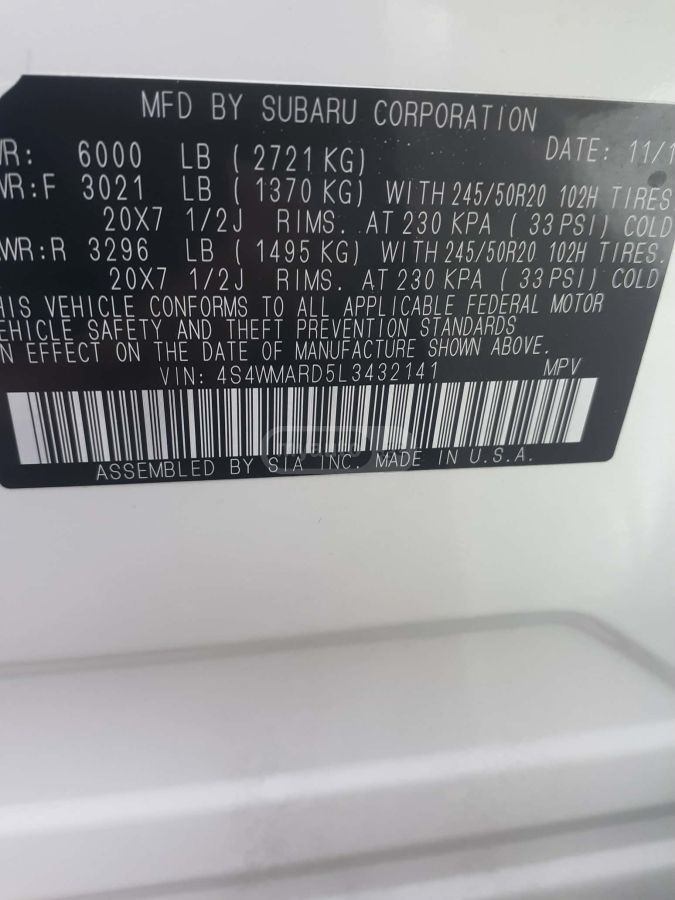 MFD BY SUBARU CORPORATION
WR: 6000 LB ( 2721 KG) DATE: 11/1
WR:F 3021 LB ( 1370 KG) WITH 245/50R20 102H TIRES
20X7 1/2J RIMS. AT 230 KPA ( 33 PSI) COLD
WR:R 3296 LB ( 1495 KG) WITH 245/50R20 102H TIRES.
20X7 1/2J RIMS. AT 230 KPA ( 33 PSI) COLD
HIS VEHICLE CONFORMS TO ALL APPLICABLE FEDERAL MOTOR
EHICLE SAFETY AND THEFT PREVENTION STANDARDS
N EFFECT ON THE DATE OF MANUFACTURE SHOWN ABOVE.
VIN: 4S4WMARD5L3432141 MPV
ASSEMBLED BY SIA INC. MADE IN U.S.A.